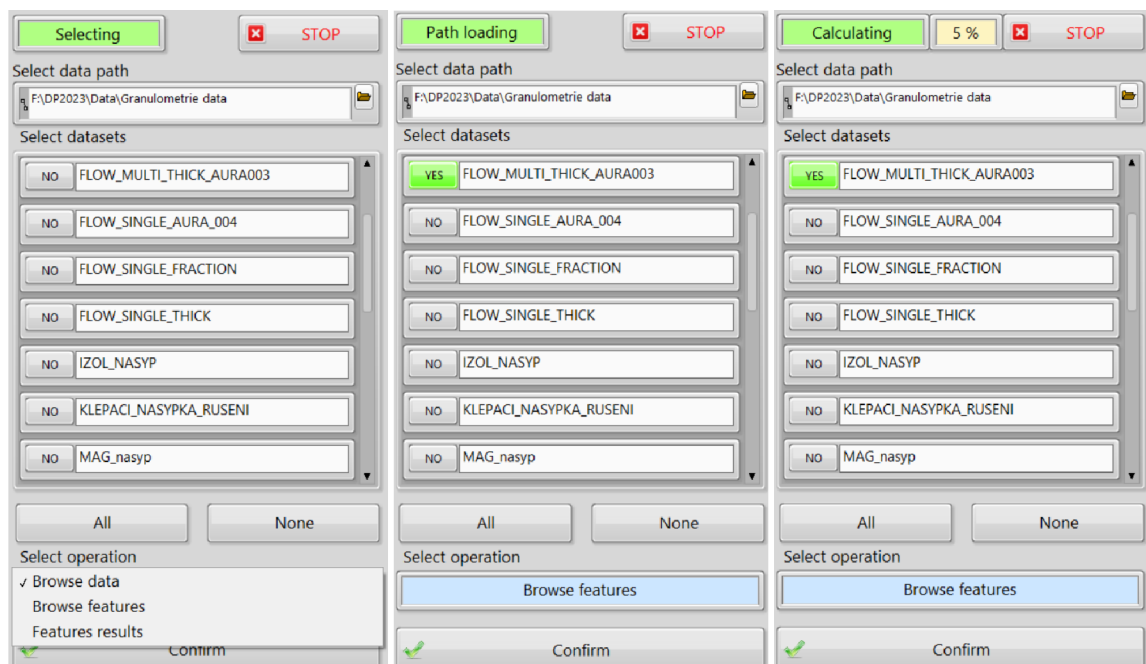 Selecting
STOP
Select data path
F:\DP2023\Data\Granulometrie data
Select datasets
NO FLOW_MULTI_THICK_AURA003
NO FLOW_SINGLE_AURA_004
NO FLOW_SINGLE_FRACTION
NO FLOW_SINGLE_THICK
NO IZOL_NASYP
NO KLEPACI_NASYPKA_RUSENI
NO MAG_nasyp
All None
Select operation
✓ Browse data
Browse features
Features results
Confirm
Path loading
STOP
Select data path
F:\DP2023\Data\Granulometrie data
Select datasets
YES FLOW_MULTI_THICK_AURA003
NO FLOW_SINGLE_AURA_004
NO FLOW_SINGLE_FRACTION
NO FLOW_SINGLE_THICK
NO IZOL_NASYP
NO KLEPACI_NASYPKA_RUSENI
NO MAG_nasyp
All None
Select operation
Browse features
Confirm
Calculating
5 %
STOP
Select data path
F:\DP2023\Data\Granulometrie data
Select datasets
YES FLOW_MULTI_THICK_AURA003
NO FLOW_SINGLE_AURA_004
NO FLOW_SINGLE_FRACTION
NO FLOW_SINGLE_THICK
NO IZOL_NASYP
NO KLEPACI_NASYPKA_RUSENI
NO MAG_nasyp
All None
Select operation
Browse features
Confirm